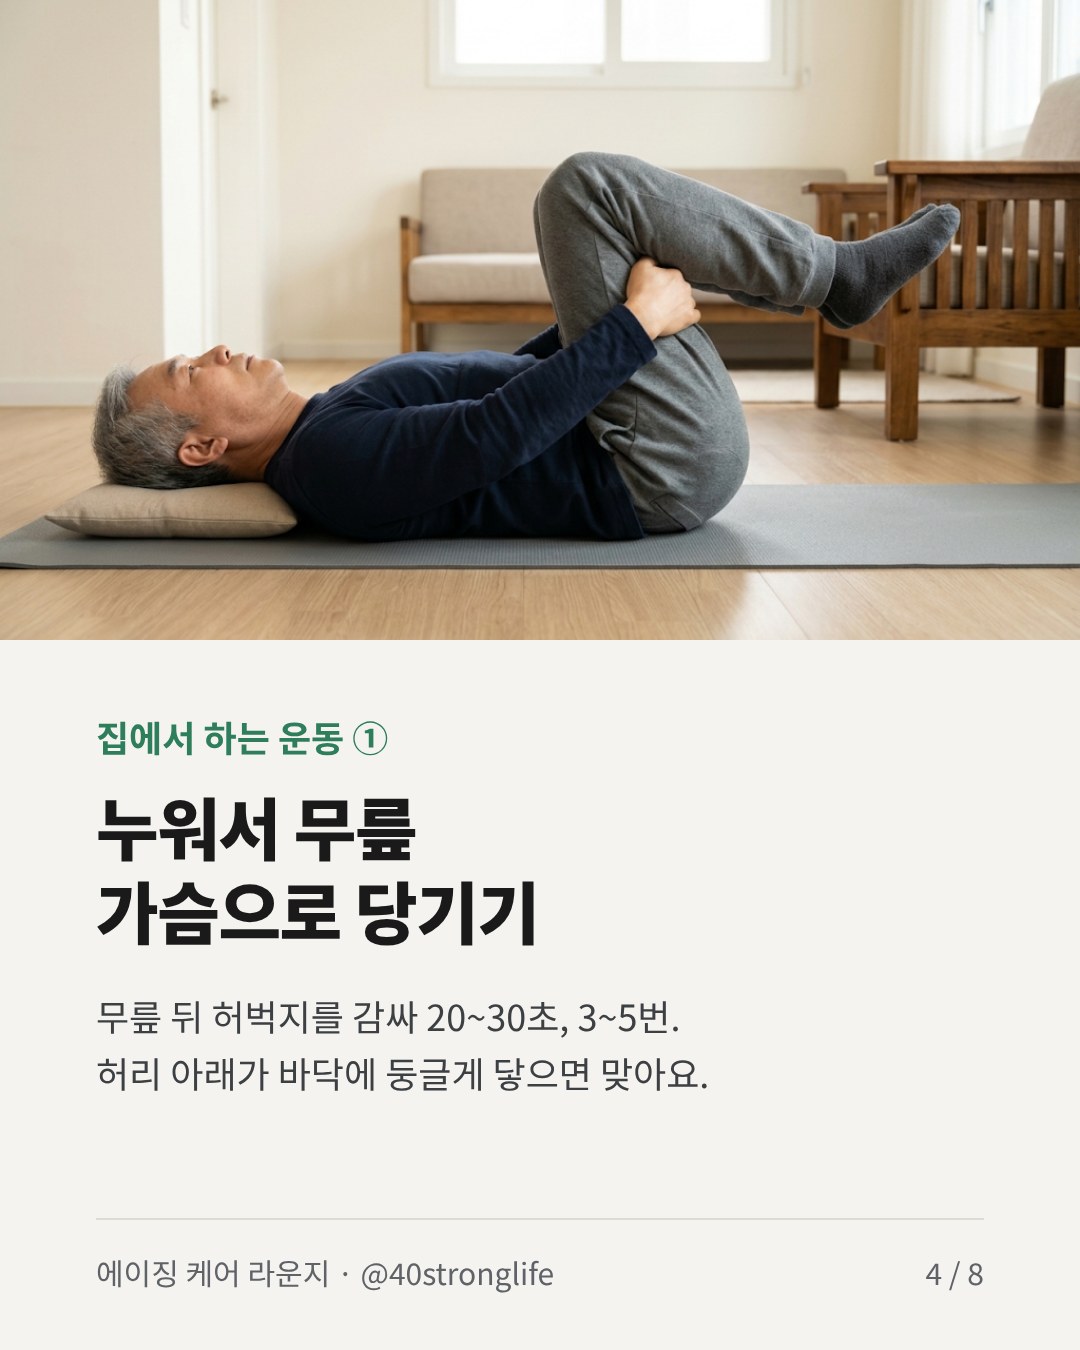 집에서 하는 운동 ①
누워서 무릎
가슴으로 당기기
무릎 뒤 허벅지를 감싸 20~30초, 3~5번.
허리 아래가 바닥에 둥글게 닿으면 맞아요.
에이징 케어 라운지 · @40stronglife
4 / 8